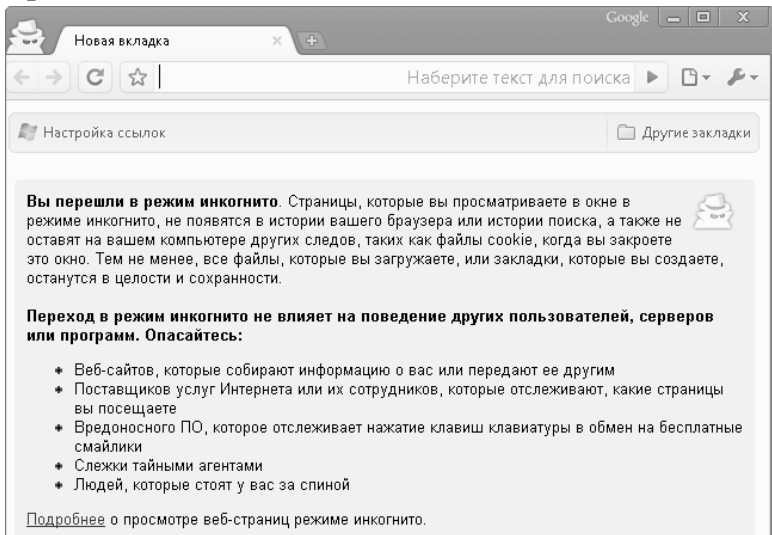 Google
Новая вкладка
Наберите текст для поиска
Настройка ссылок
Другие закладки
Вы перешли в режим инкогнито. Страницы, которые вы просматриваете в окне в
режиме инкогнито, не появятся в истории вашего браузера или истории поиска, а также не
оставят на вашем компьютере других следов, таких как файлы cookie, когда вы закроете
это окно. Тем не менее, все файлы, которые вы загружаете, или закладки, которые вы создаете,
останутся в целости и сохранности.
Переход в режим инкогнито не влияет на поведение других пользователей, серверов
или программ. Опасайтесь:
Веб-сайтов, которые собирают информацию о вас или передают ее другим
Поставщиков услуг Интернета или их сотрудников, которые отслеживают, какие страницы
вы посещаете
Вредоносного ПО, которое отслеживает нажатие клавиш клавиатуры в обмен на бесплатные
смайлики
Слежки тайными агентами
Людей, которые стоят у вас за спиной
Подробнее о просмотре веб-страниц режиме инкогнито.